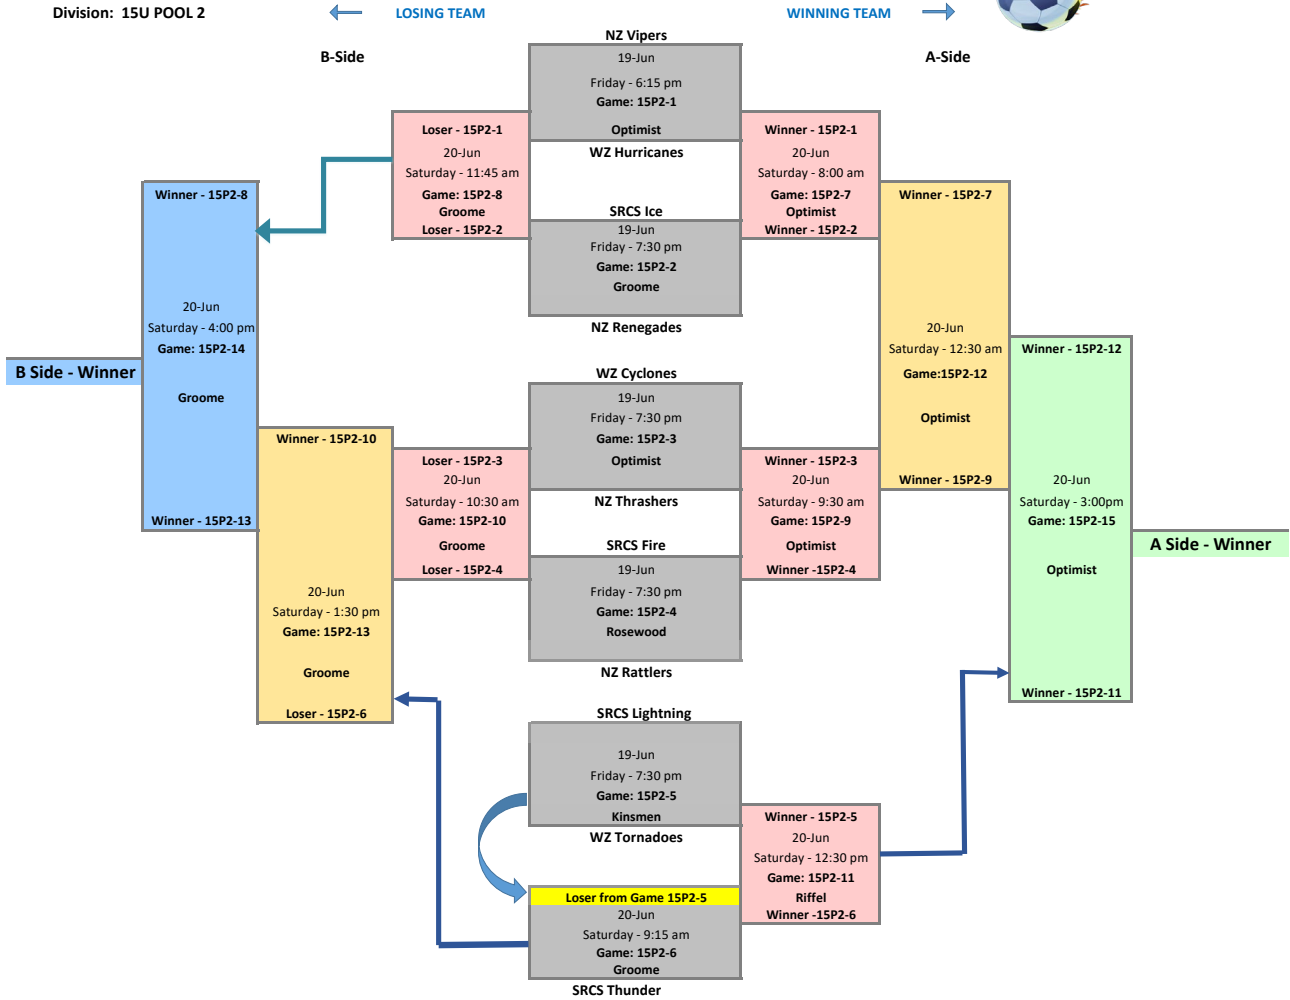 Division: 15U POOL 2
LOSING TEAM
WINNING TEAM
B-Side
A-Side
NZ Vipers
19-Jun
Friday - 6:15 pm
Game: 15P2-1
Optimist
WZ Hurricanes
SRCS Ice
19-Jun
Friday - 7:30 pm
Game: 15P2-2
Groome
NZ Renegades
WZ Cyclones
19-Jun
Friday - 7:30 pm
Game: 15P2-3
Optimist
NZ Thrashers
SRCS Fire
19-Jun
Friday - 7:30 pm
Game: 15P2-4
Rosewood
NZ Rattlers
SRCS Lightning
19-Jun
Friday - 7:30 pm
Game: 15P2-5
Kinsmen
WZ Tornadoes
Loser from Game 15P2-5
20-Jun
Saturday - 9:15 am
Game: 15P2-6
Groome
SRCS Thunder
Loser - 15P2-1
20-Jun
Saturday - 11:45 am
Game: 15P2-8
Groome
Loser - 15P2-2
Loser - 15P2-3
20-Jun
Saturday - 10:30 am
Game: 15P2-10
Groome
Loser - 15P2-4
Winner - 15P2-10
20-Jun
Saturday - 1:30 pm
Game: 15P2-13
Groome
Loser - 15P2-6
Winner - 15P2-8
20-Jun
Saturday - 4:00 pm
Game: 15P2-14
Groome
Winner - 15P2-13
B Side - Winner
Winner - 15P2-1
20-Jun
Saturday - 8:00 am
Game: 15P2-7
Optimist
Winner - 15P2-2
Winner - 15P2-3
20-Jun
Saturday - 9:30 am
Game: 15P2-9
Optimist
Winner -15P2-4
Winner - 15P2-5
20-Jun
Saturday - 12:30 pm
Game: 15P2-11
Riffel
Winner -15P2-6
Winner - 15P2-7
20-Jun
Saturday - 12:30 am
Game:15P2-12
Optimist
Winner - 15P2-9
Winner - 15P2-12
20-Jun
Saturday - 3:00pm
Game: 15P2-15
Optimist
Winner - 15P2-11
A Side - Winner